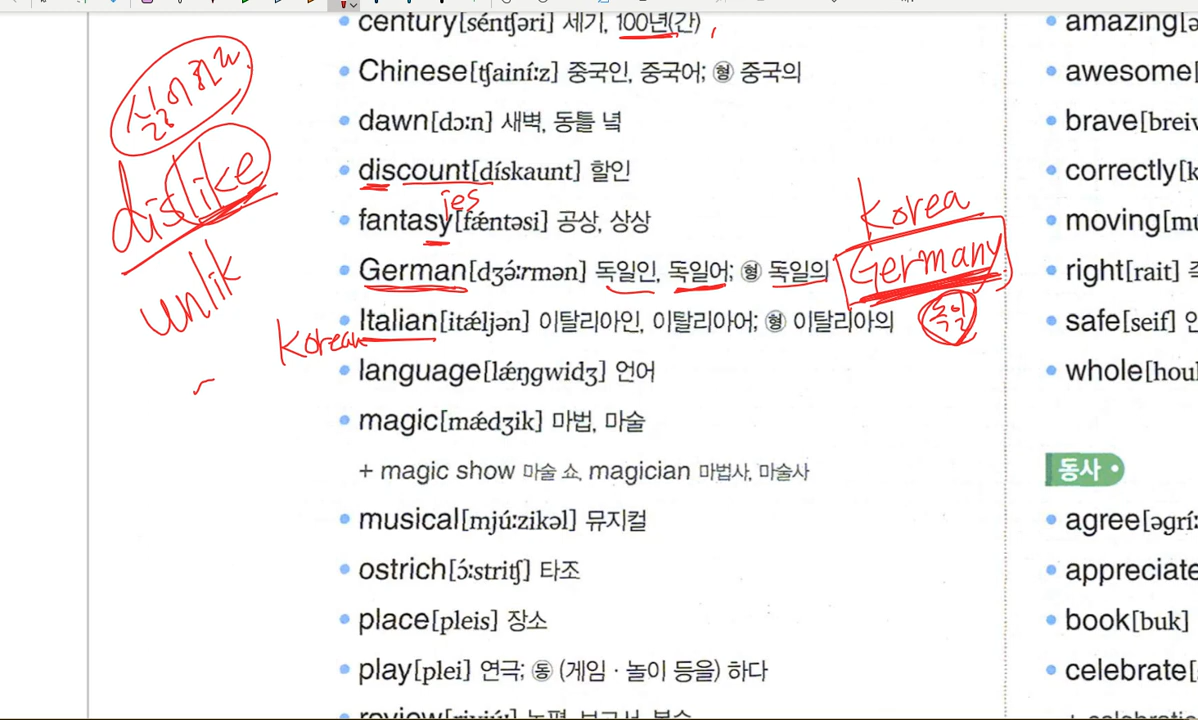 century[séntʃəri] 세기, 100년(간)
Chinese[tʃainí:z] 중국인, 중국어; 형 중국의
dawn[dɔ:n] 새벽, 동틀 녘
discount[dískaunt] 할인
fantasy[fǽntəsi] 공상, 상상
German[dʒə́:rmən] 독일인, 독일어; 형 독일의
Italian[itǽljən] 이탈리아인, 이탈리아어; 형 이탈리아의
language[lǽŋgwidʒ] 언어
magic[mǽdʒik] 마법, 마술
+ magic show 마술 쇼, magician 마법사, 마술사
musical[mjú:zikəl] 뮤지컬
ostrich[ɔ́:stritʃ] 타조
place[pleis] 장소
play[plei] 연극; 동 (게임 · 놀이 등을) 하다
싫어하다
dislike
unlik
jes
Korea
Germany
독일
Korean
amazing[
awesome[
brave[breiv
correctly[k
moving[mú
right[rait]
safe[seif]
whole[hou
동사
agree[əgrí:
appreciate
book[buk]
celebrate[